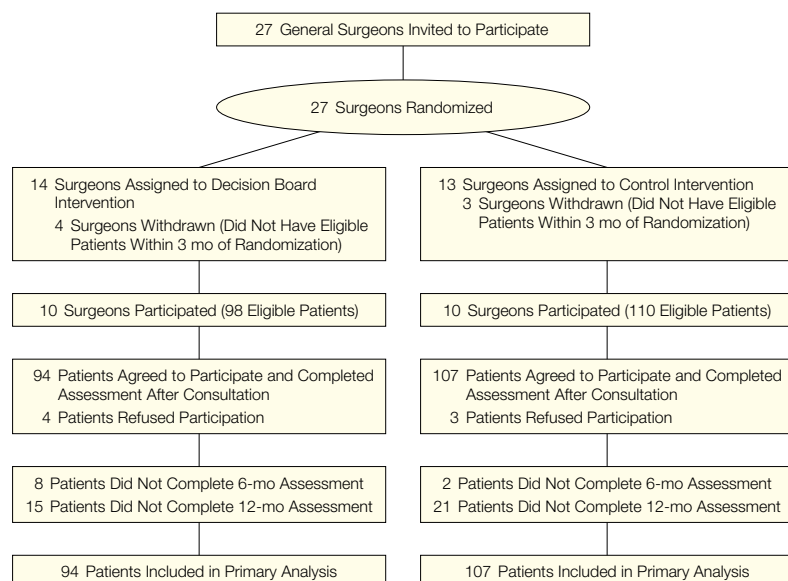 27 General Surgeons Invited to Participate
27 Surgeons Randomized
14 Surgeons Assigned to Decision Board
Intervention
4 Surgeons Withdrawn (Did Not Have Eligible
Patients Within 3 mo of Randomization)
13 Surgeons Assigned to Control Intervention
3 Surgeons Withdrawn (Did Not Have Eligible
Patients Within 3 mo of Randomization)
10 Surgeons Participated (98 Eligible Patients)
10 Surgeons Participated (110 Eligible Patients)
94 Patients Agreed to Participate and Completed
Assessment After Consultation
4 Patients Refused Participation
107 Patients Agreed to Participate and Completed
Assessment After Consultation
3 Patients Refused Participation
8 Patients Did Not Complete 6-mo Assessment
15 Patients Did Not Complete 12-mo Assessment
2 Patients Did Not Complete 6-mo Assessment
21 Patients Did Not Complete 12-mo Assessment
94 Patients Included in Primary Analysis
107 Patients Included in Primary Analysis